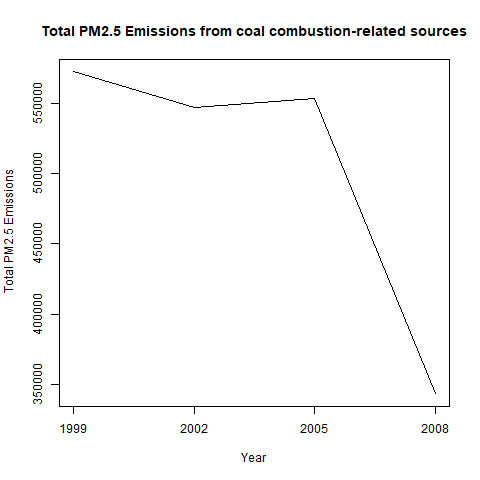 Total PM2.5 Emissions from coal combustion-related sources
Total PM2.5 Emissions
550000
500000
450000
400000
350000
1999 2002 2005 2008
Year